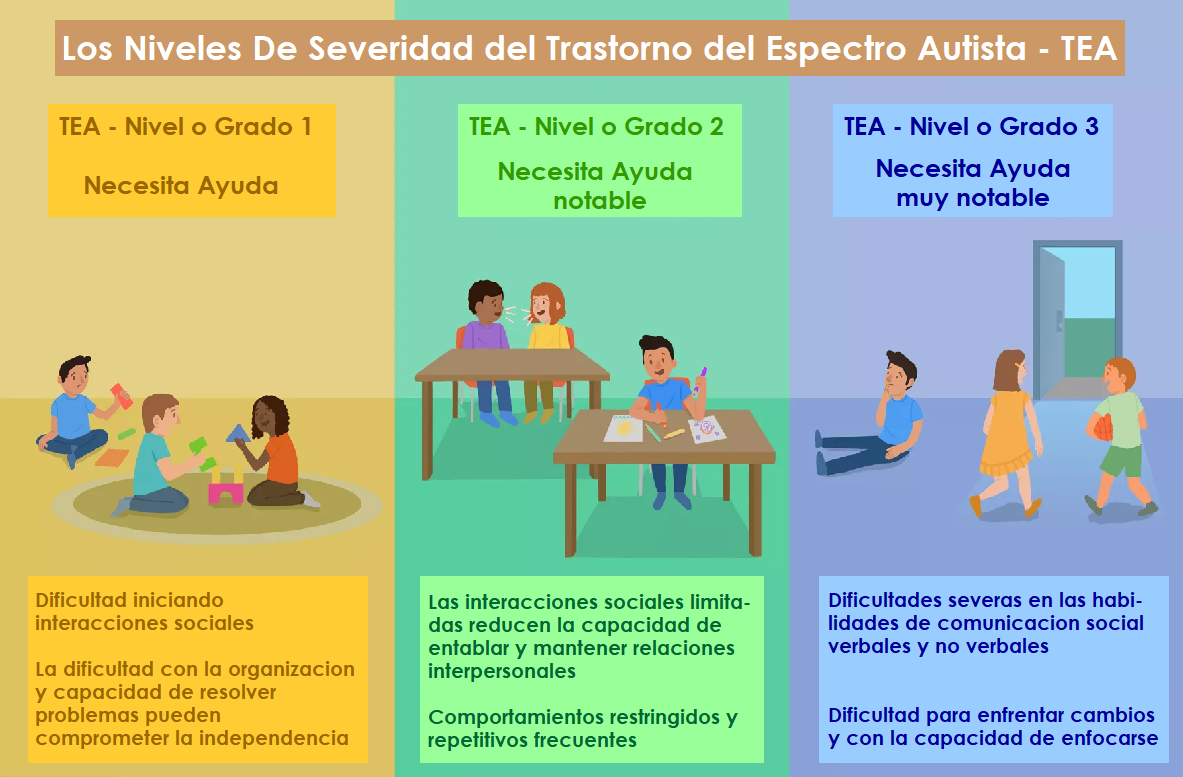 Los Niveles De Severidad del Trastorno del Espectro Autista - TEA
TEA - Nivel o Grado 1
Necesita Ayuda
TEA - Nivel o Grado 2
Necesita Ayuda
notable
TEA - Nivel o Grado 3
Necesita Ayuda
muy notable
Dificultad iniciando
interacciones sociales
La dificultad con la organizacion
y capacidad de resolver
problemas pueden
comprometer la independencia
Las interacciones sociales limita-
das reducen la capacidad de
entablar y mantener relaciones
interpersonales
Comportamientos restringidos y
repetitivos frecuentes
Dificultades severas en las habi-
lidades de comunicacion social
verbales y no verbales
Dificultad para enfrentar cambios
y con la capacidad de enfocarse